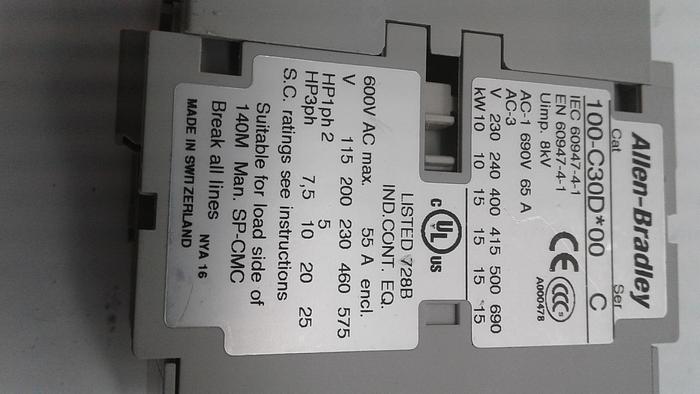 Allen-Bradley
Cat Ser
100-C30D*00 C
IEC 60947-4-1
EN 60947-4-1
Uimp. 8kV
CE CCC S
A000478
AC-1 690V 65 A
AC-3
V 230 240 400 415 500 690
kW 10 10 15 15 15 15
C UL US
LISTED 728B
IND.CONT. EQ.
600V AC max. 55 A encl.
V 115 200 230 460 575
HP1ph 2 5
HP3ph 7,5 10 20 25
S.C. ratings see instructions
Suitable for load side of
140M Man. SP-CMC
Break all lines NYA 16
MADE IN SWITZERLAND